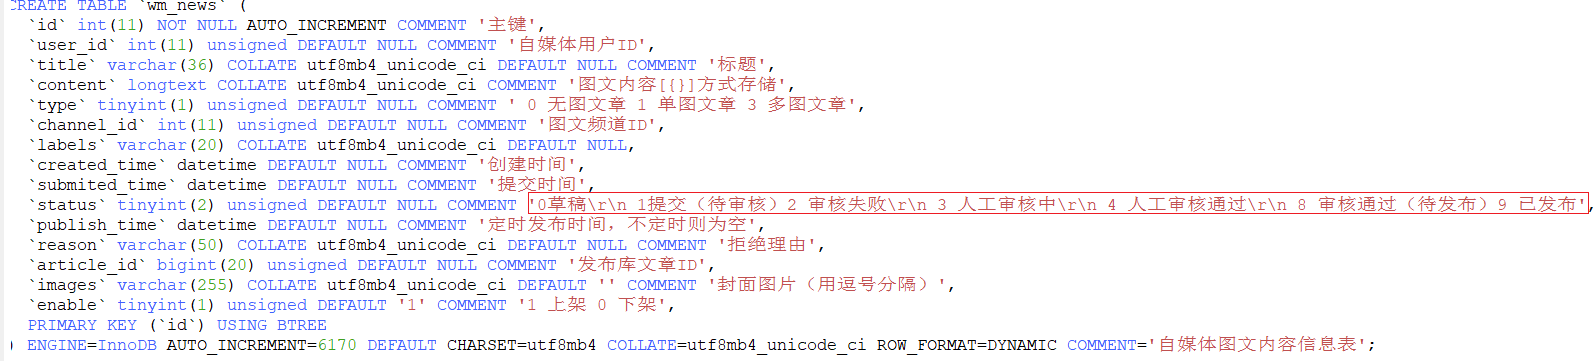 CREATE TABLE `wm_news` (
`id` int(11) NOT NULL AUTO_INCREMENT COMMENT '主键',
`user_id` int(11) unsigned DEFAULT NULL COMMENT '自媒体用户ID',
`title` varchar(36) COLLATE utf8mb4_unicode_ci DEFAULT NULL COMMENT '标题',
`content` longtext COLLATE utf8mb4_unicode_ci COMMENT '图文内容[{}]方式存储',
`type` tinyint(1) unsigned DEFAULT NULL COMMENT ' 0 无图文章 1 单图文章 3 多图文章',
`channel_id` int(11) unsigned DEFAULT NULL COMMENT '图文频道ID',
`labels` varchar(20) COLLATE utf8mb4_unicode_ci DEFAULT NULL,
`created_time` datetime DEFAULT NULL COMMENT '创建时间',
`submited_time` datetime DEFAULT NULL COMMENT '提交时间',
`status` tinyint(2) unsigned DEFAULT NULL COMMENT '0草稿\r\n 1提交（待审核）2 审核失败\r\n 3 人工审核中\r\n 4 人工审核通过\r\n 8 审核通过（待发布）9 已发布',
`publish_time` datetime DEFAULT NULL COMMENT '定时发布时间，不定时则为空',
`reason` varchar(50) COLLATE utf8mb4_unicode_ci DEFAULT NULL COMMENT '拒绝理由',
`article_id` bigint(20) unsigned DEFAULT NULL COMMENT '发布库文章ID',
`images` varchar(255) COLLATE utf8mb4_unicode_ci DEFAULT '' COMMENT '封面图片（用逗号分隔）',
`enable` tinyint(1) unsigned DEFAULT '1' COMMENT '1 上架 0 下架',
PRIMARY KEY (`id`) USING BTREE
) ENGINE=InnoDB AUTO_INCREMENT=6170 DEFAULT CHARSET=utf8mb4 COLLATE=utf8mb4_unicode_ci ROW_FORMAT=DYNAMIC COMMENT='自媒体图文内容信息表';